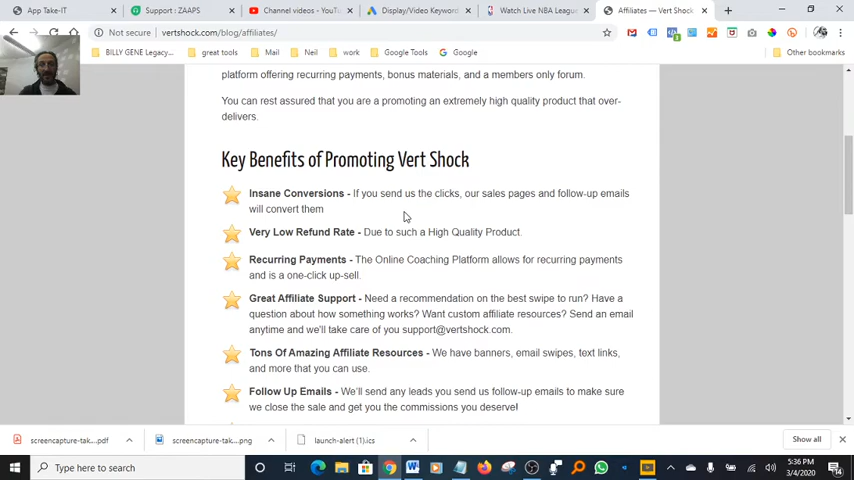 App Take-IT
Support : ZAAPS
Channel videos - YouTu
Display/Video Keyword
Watch Live NBA Leagu
Affiliates — Vert Shock
Not secure
vertshock.com/blog/affiliates/
BILLY GENE Legacy...
great tools
Mail
Neil
work
Google Tools
Google
Other bookmarks
platform offering recurring payments, bonus materials, and a members only forum.
You can rest assured that you are a promoting an extremely high quality product that over-
delivers.
Key Benefits of Promoting Vert Shock
Insane Conversions - If you send us the clicks, our sales pages and follow-up emails
will convert them
Very Low Refund Rate - Due to such a High Quality Product.
Recurring Payments - The Online Coaching Platform allows for recurring payments
and is a one-click up-sell.
Great Affiliate Support - Need a recommendation on the best swipe to run? Have a
question about how something works? Want custom affiliate resources? Send an email
anytime and we'll take care of you support@vertshock.com.
Tons Of Amazing Affiliate Resources - We have banners, email swipes, text links,
and more that you can use.
Follow Up Emails - We'll send any leads you send us follow-up emails to make sure
we close the sale and get you the commissions you deserve!
screencapture-tak....pdf
screencapture-tak....png
launch-alert (1).ics
Show all
Type here to search
5:36 PM
3/4/2020